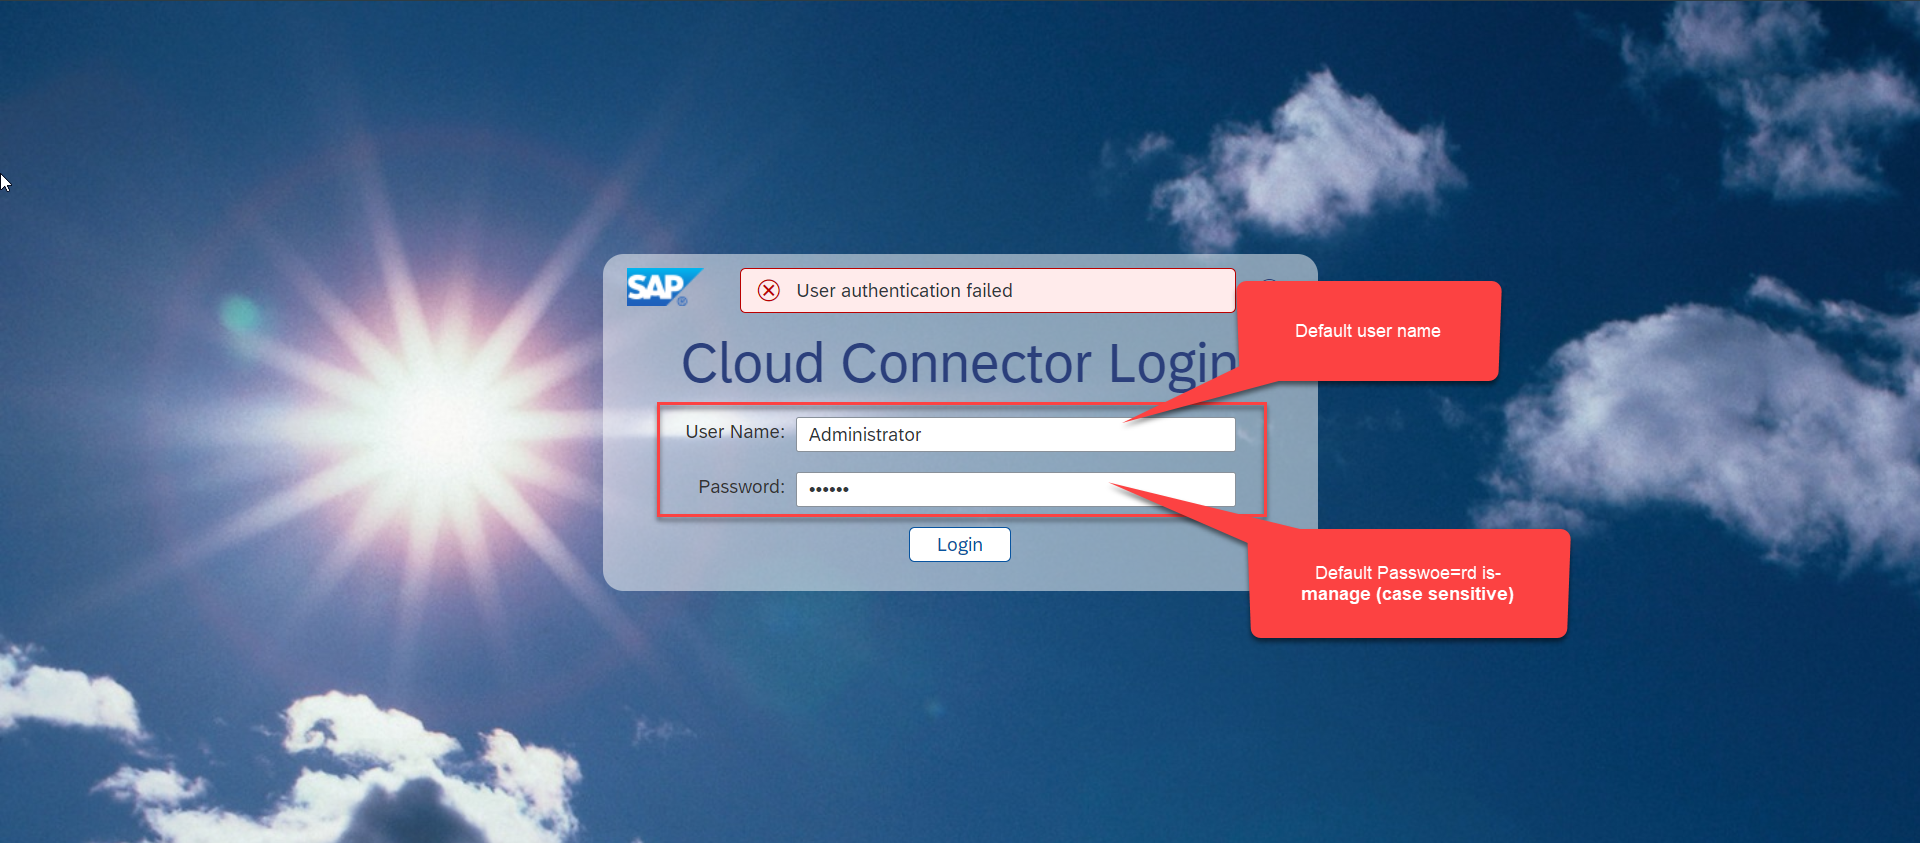 SAP®
User authentication failed
Default user name
Cloud Connector Login
User Name:
Administrator
Password:
••••••
Login
Default Passwoe=rd is-
manage (case sensitive)